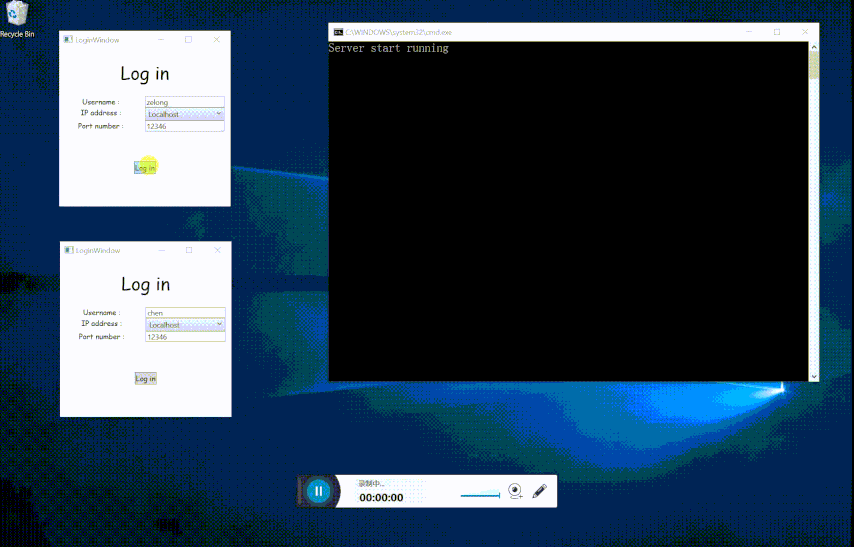 Recycle Bin
LoginWindow
Log in
Username :
zelong
IP address :
Localhost
Port number :
12346
Log in
LoginWindow
Log in
Username :
chen
IP address :
Localhost
Port number :
12346
Log in
C:\WINDOWS\system32\cmd.exe
Server start running
录制中...
00:00:00